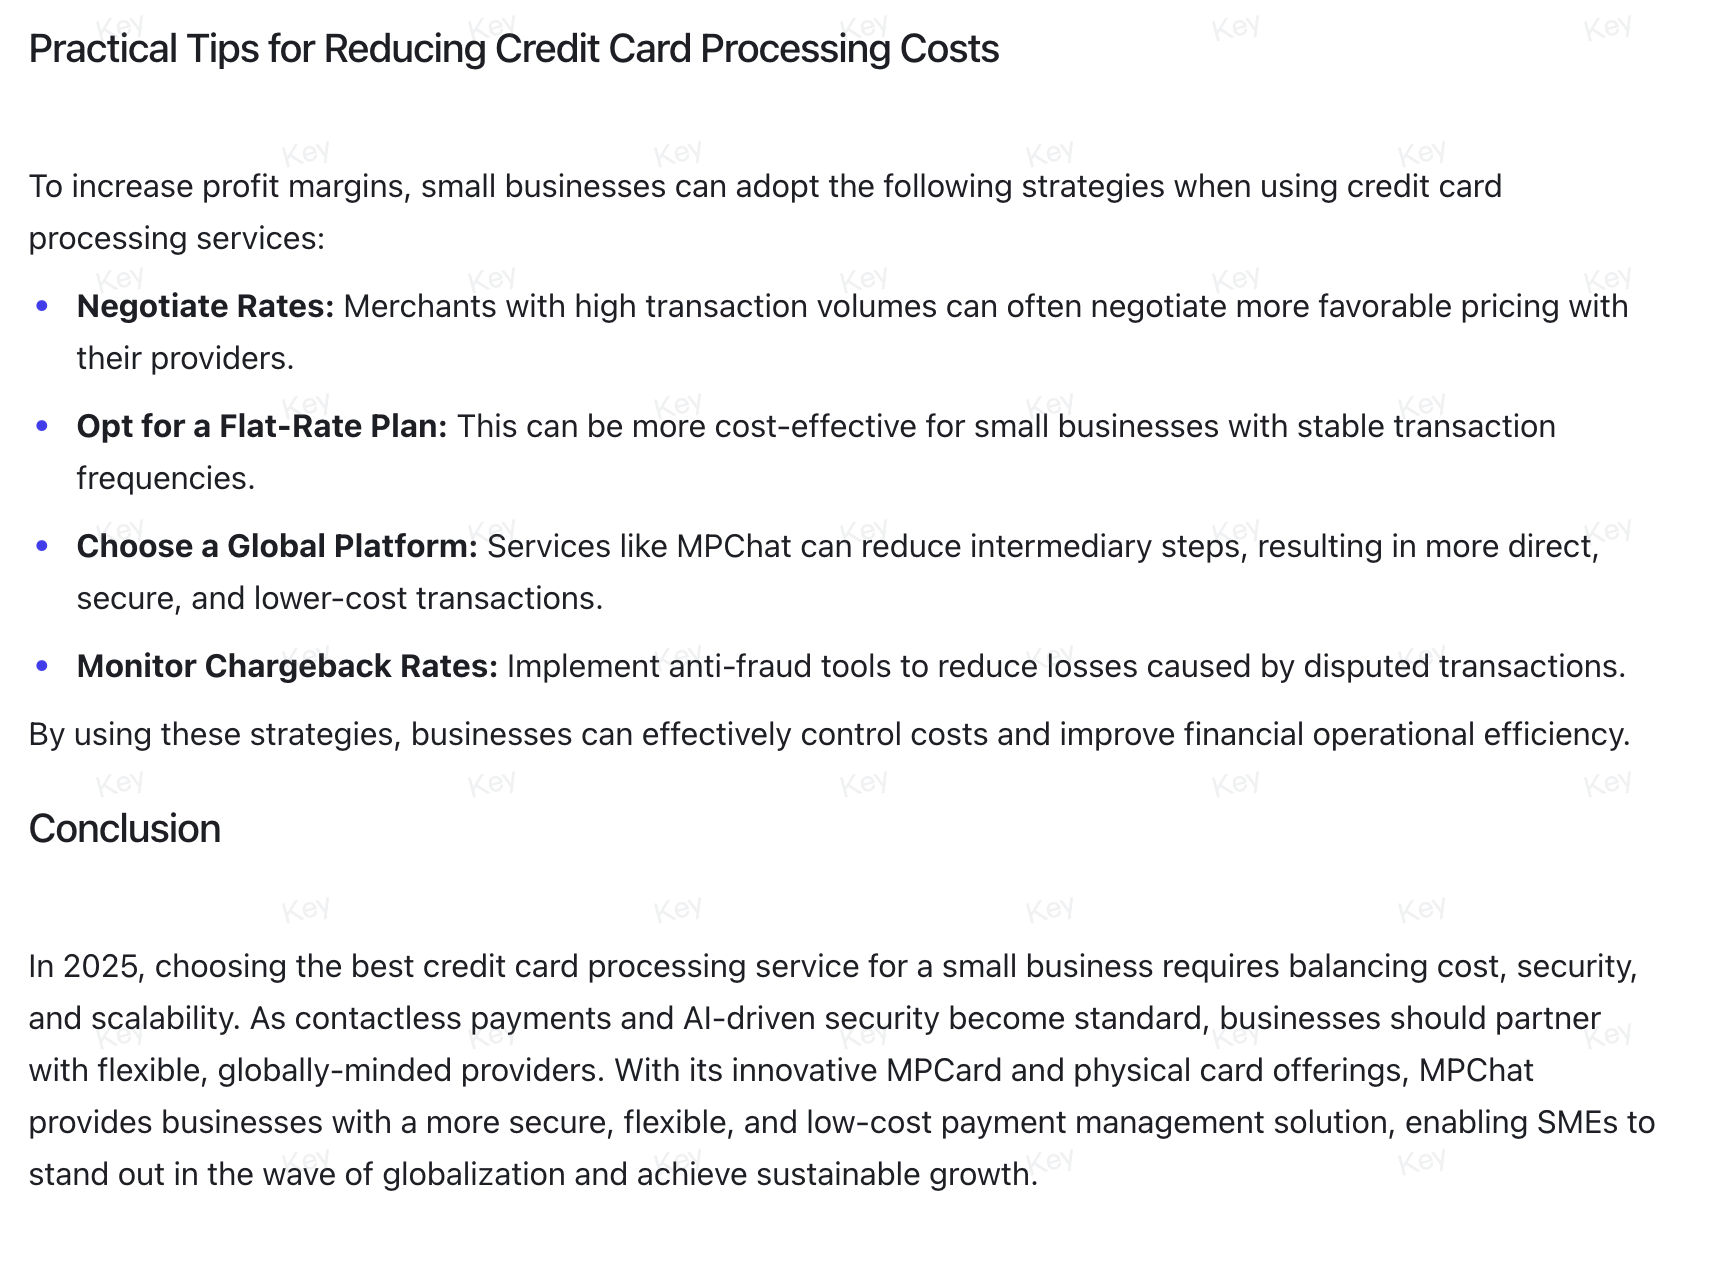 Practical Tips for Reducing Credit Card Processing Costs
To increase profit margins, small businesses can adopt the following strategies when using credit card
processing services:
• Negotiate Rates: Merchants with high transaction volumes can often negotiate more favorable pricing with
their providers.
• Opt for a Flat-Rate Plan: This can be more cost-effective for small businesses with stable transaction
frequencies.
• Choose a Global Platform: Services like MPChat can reduce intermediary steps, resulting in more direct,
secure, and lower-cost transactions.
• Monitor Chargeback Rates: Implement anti-fraud tools to reduce losses caused by disputed transactions.
By using these strategies, businesses can effectively control costs and improve financial operational efficiency.
Conclusion
In 2025, choosing the best credit card processing service for a small business requires balancing cost, security,
and scalability. As contactless payments and AI-driven security become standard, businesses should partner
with flexible, globally-minded providers. With its innovative MPCard and physical card offerings, MPChat
provides businesses with a more secure, flexible, and low-cost payment management solution, enabling SMEs to
stand out in the wave of globalization and achieve sustainable growth.
Key